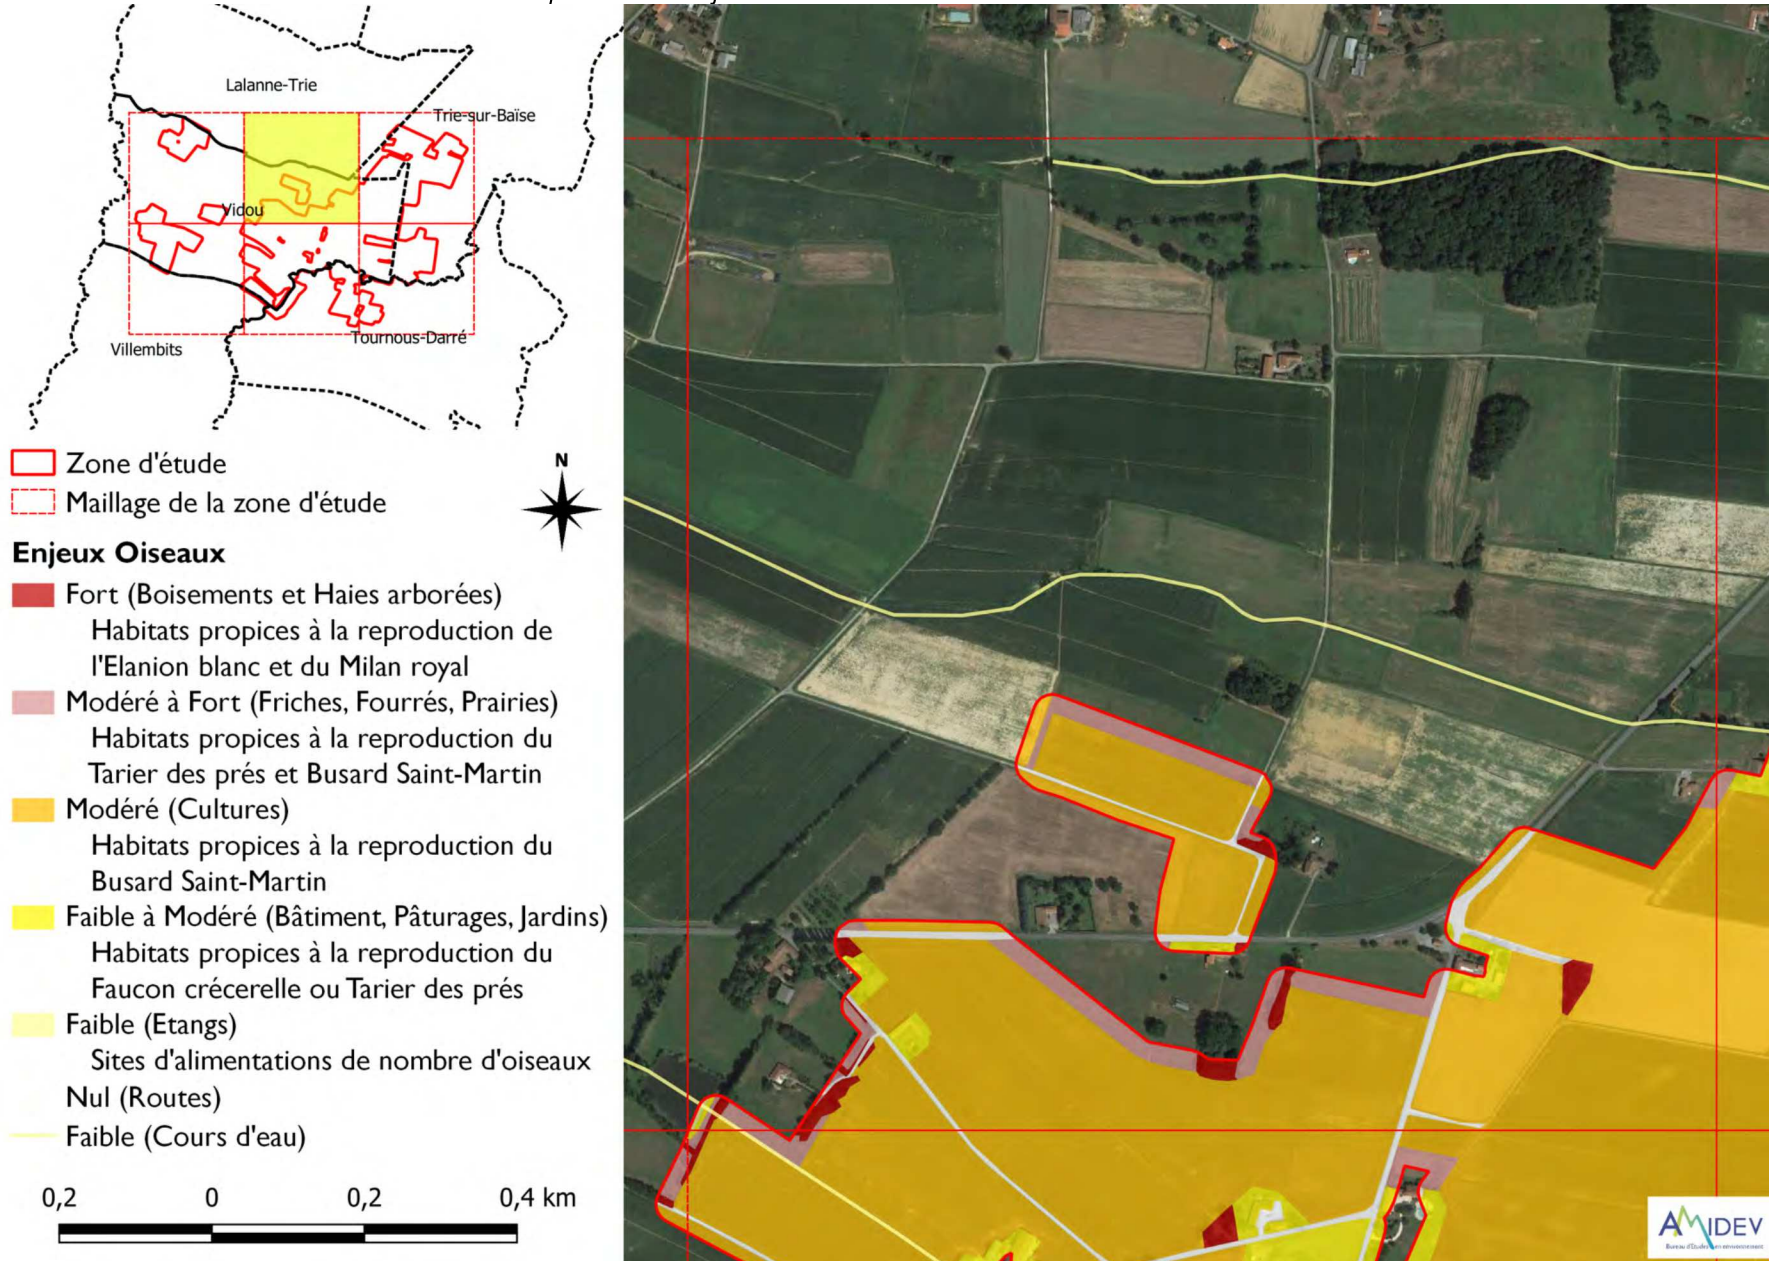 Lalanne-Trie
Trie-sur-Baïse
Vidou
Villembits
Tournous-Darré
Zone d'étude
Maillage de la zone d'étude
N
Enjeux Oiseaux
Fort (Boisements et Haies arborées)
Habitats propices à la reproduction de
l'Elanion blanc et du Milan royal
Modéré à Fort (Friches, Fourrés, Prairies)
Habitats propices à la reproduction du
Tarier des prés et Busard Saint-Martin
Modéré (Cultures)
Habitats propices à la reproduction du
Busard Saint-Martin
Faible à Modéré (Bâtiment, Pâturages, Jardins)
Habitats propices à la reproduction du
Faucon crécerelle ou Tarier des prés
Faible (Etangs)
Sites d'alimentations de nombre d'oiseaux
Nul (Routes)
Faible (Cours d'eau)
0,2 0 0,2 0,4 km
AMIDEV
Bureau d'Etudes en environnement